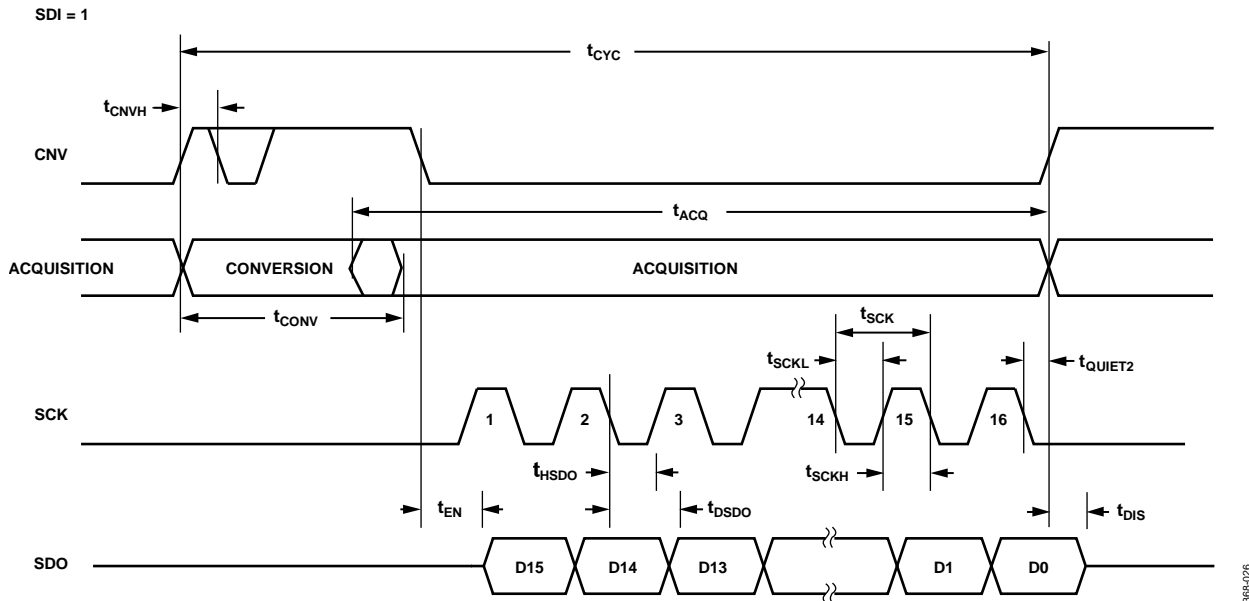 SDI = 1
tCYC
tCNVH
CNV
tACQ
ACQUISITION CONVERSION ACQUISITION
tCONV
tSCK
tSCKL tQUIET2
SCK 1 2 3 14 15 16
tHSDO tSCKH
tEN tDSDO tDIS
SDO D15 D14 D13 D1 D0